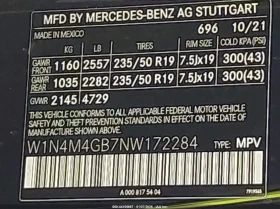 MFD BY MERCEDES-BENZ AG STUTTGART
MADE IN MEXICO 696 10/21
KG LB TIRES RIM SIZE COLD KPA(PSI)
GAWR FRONT 1160 2557 235/50 R19 7.5Jx19 300(43)
GAWR REAR 1035 2282 235/50 R19 7.5Jx19 300(43)
GVWR 2145 4729
THIS VEHICLE CONFORMS TO ALL APPLICABLE FEDERAL MOTOR VEHICLE
SAFETY AND THEFT PREVENTION STANDARDS IN EFFECT ON THE DATE OF
MANUFACTURE SHOWN ABOVE.
W1N4M4GB7NW172284 TYPE: MPV
A 000 817 54 04